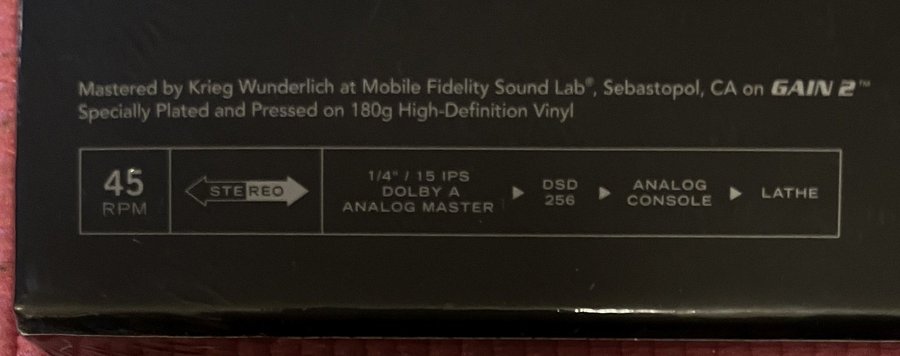 Mastered by Krieg Wunderlich at Mobile Fidelity Sound Lab®, Sebastopol, CA on GAIN 2™
Specially Plated and Pressed on 180g High-Definition Vinyl
45
RPM
STEREO
1/4" / 15 IPS
DOLBY A
ANALOG MASTER
DSD
256
ANALOG
CONSOLE
LATHE